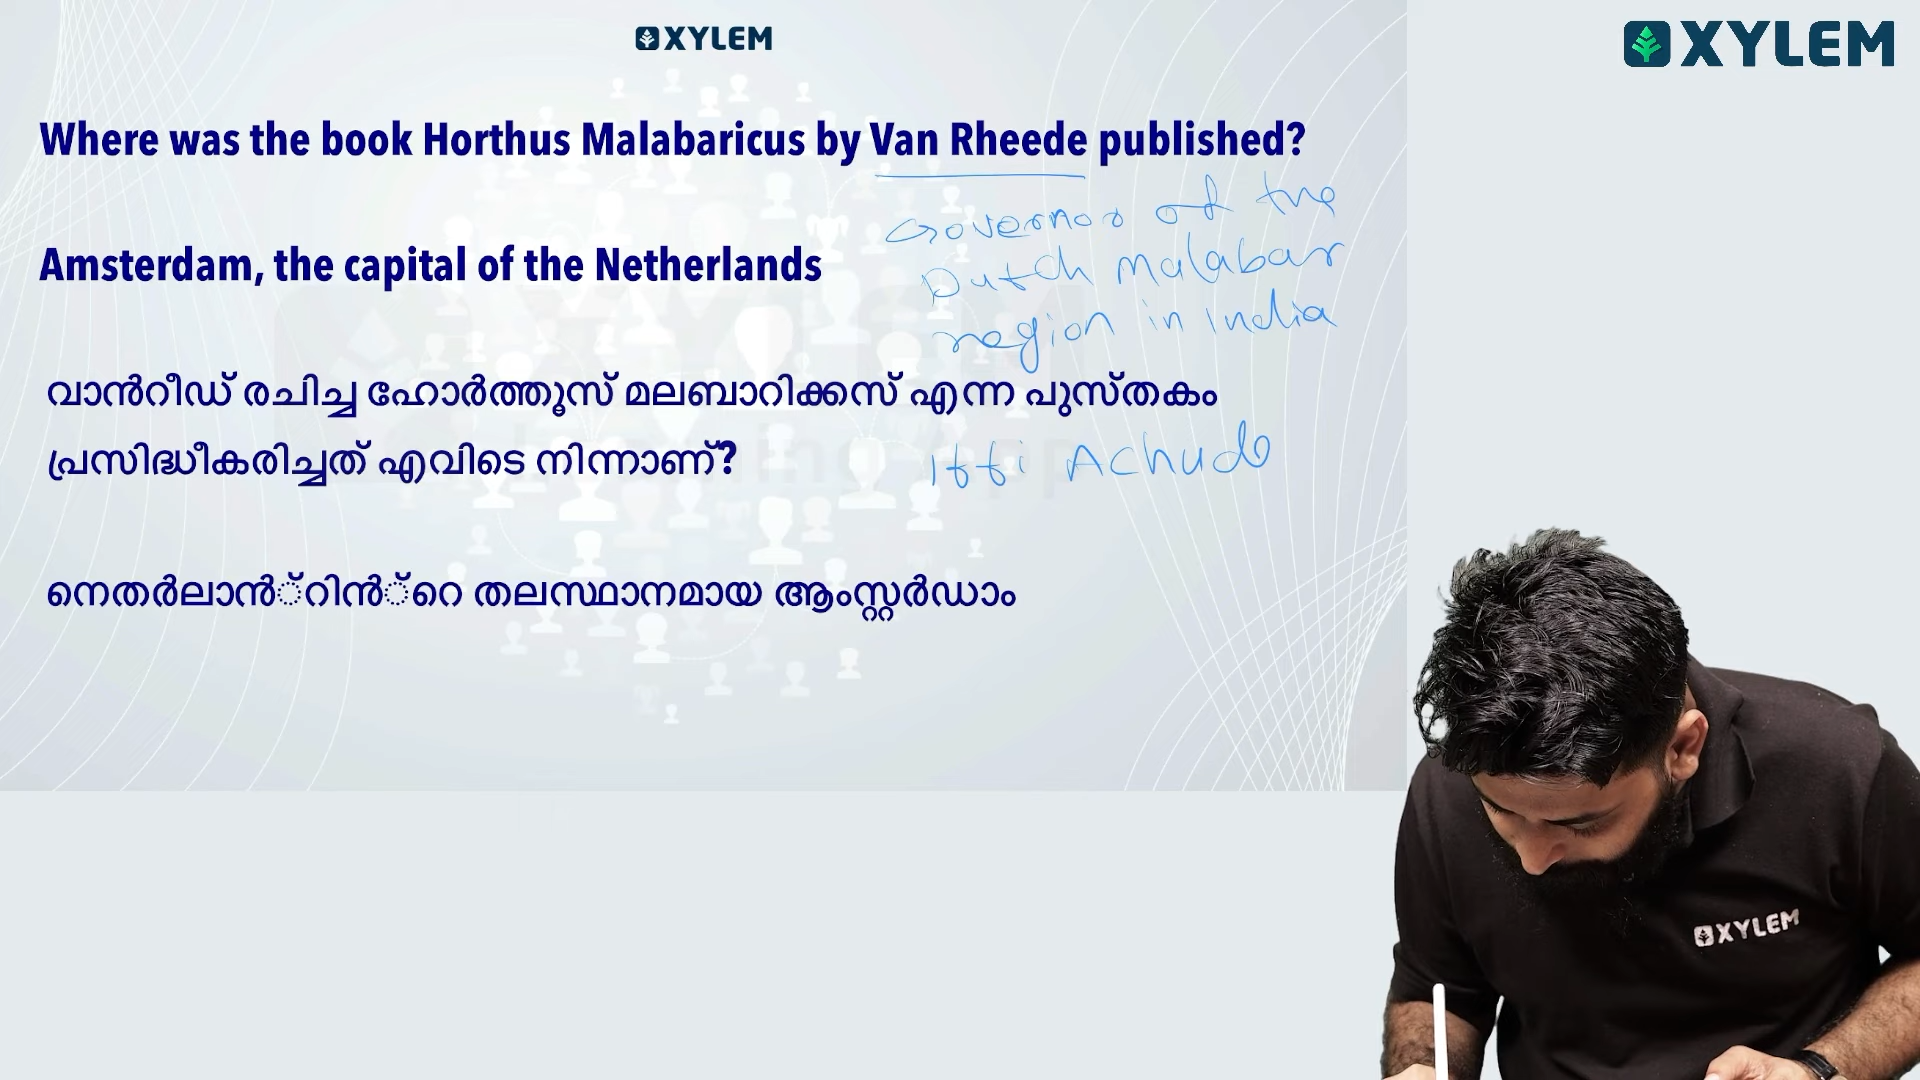 XYLEM
XYLEM
Where was the book Horthus Malabaricus by Van Rheede published?
Governor of the
Dutch Malabar
region in India
Amsterdam, the capital of the Netherlands
വാൻറീഡ് രചിച്ച ഹോർത്തൂസ് മലബാറിക്കസ് എന്ന പുസ്തകം
പ്രസിദ്ധീകരിച്ചത് എവിടെ നിന്നാണ്?
Itti Achude
നെതർലാൻ്റിൻ്റെ തലസ്ഥാനമായ ആംസ്റ്റർഡാം
XYLEM